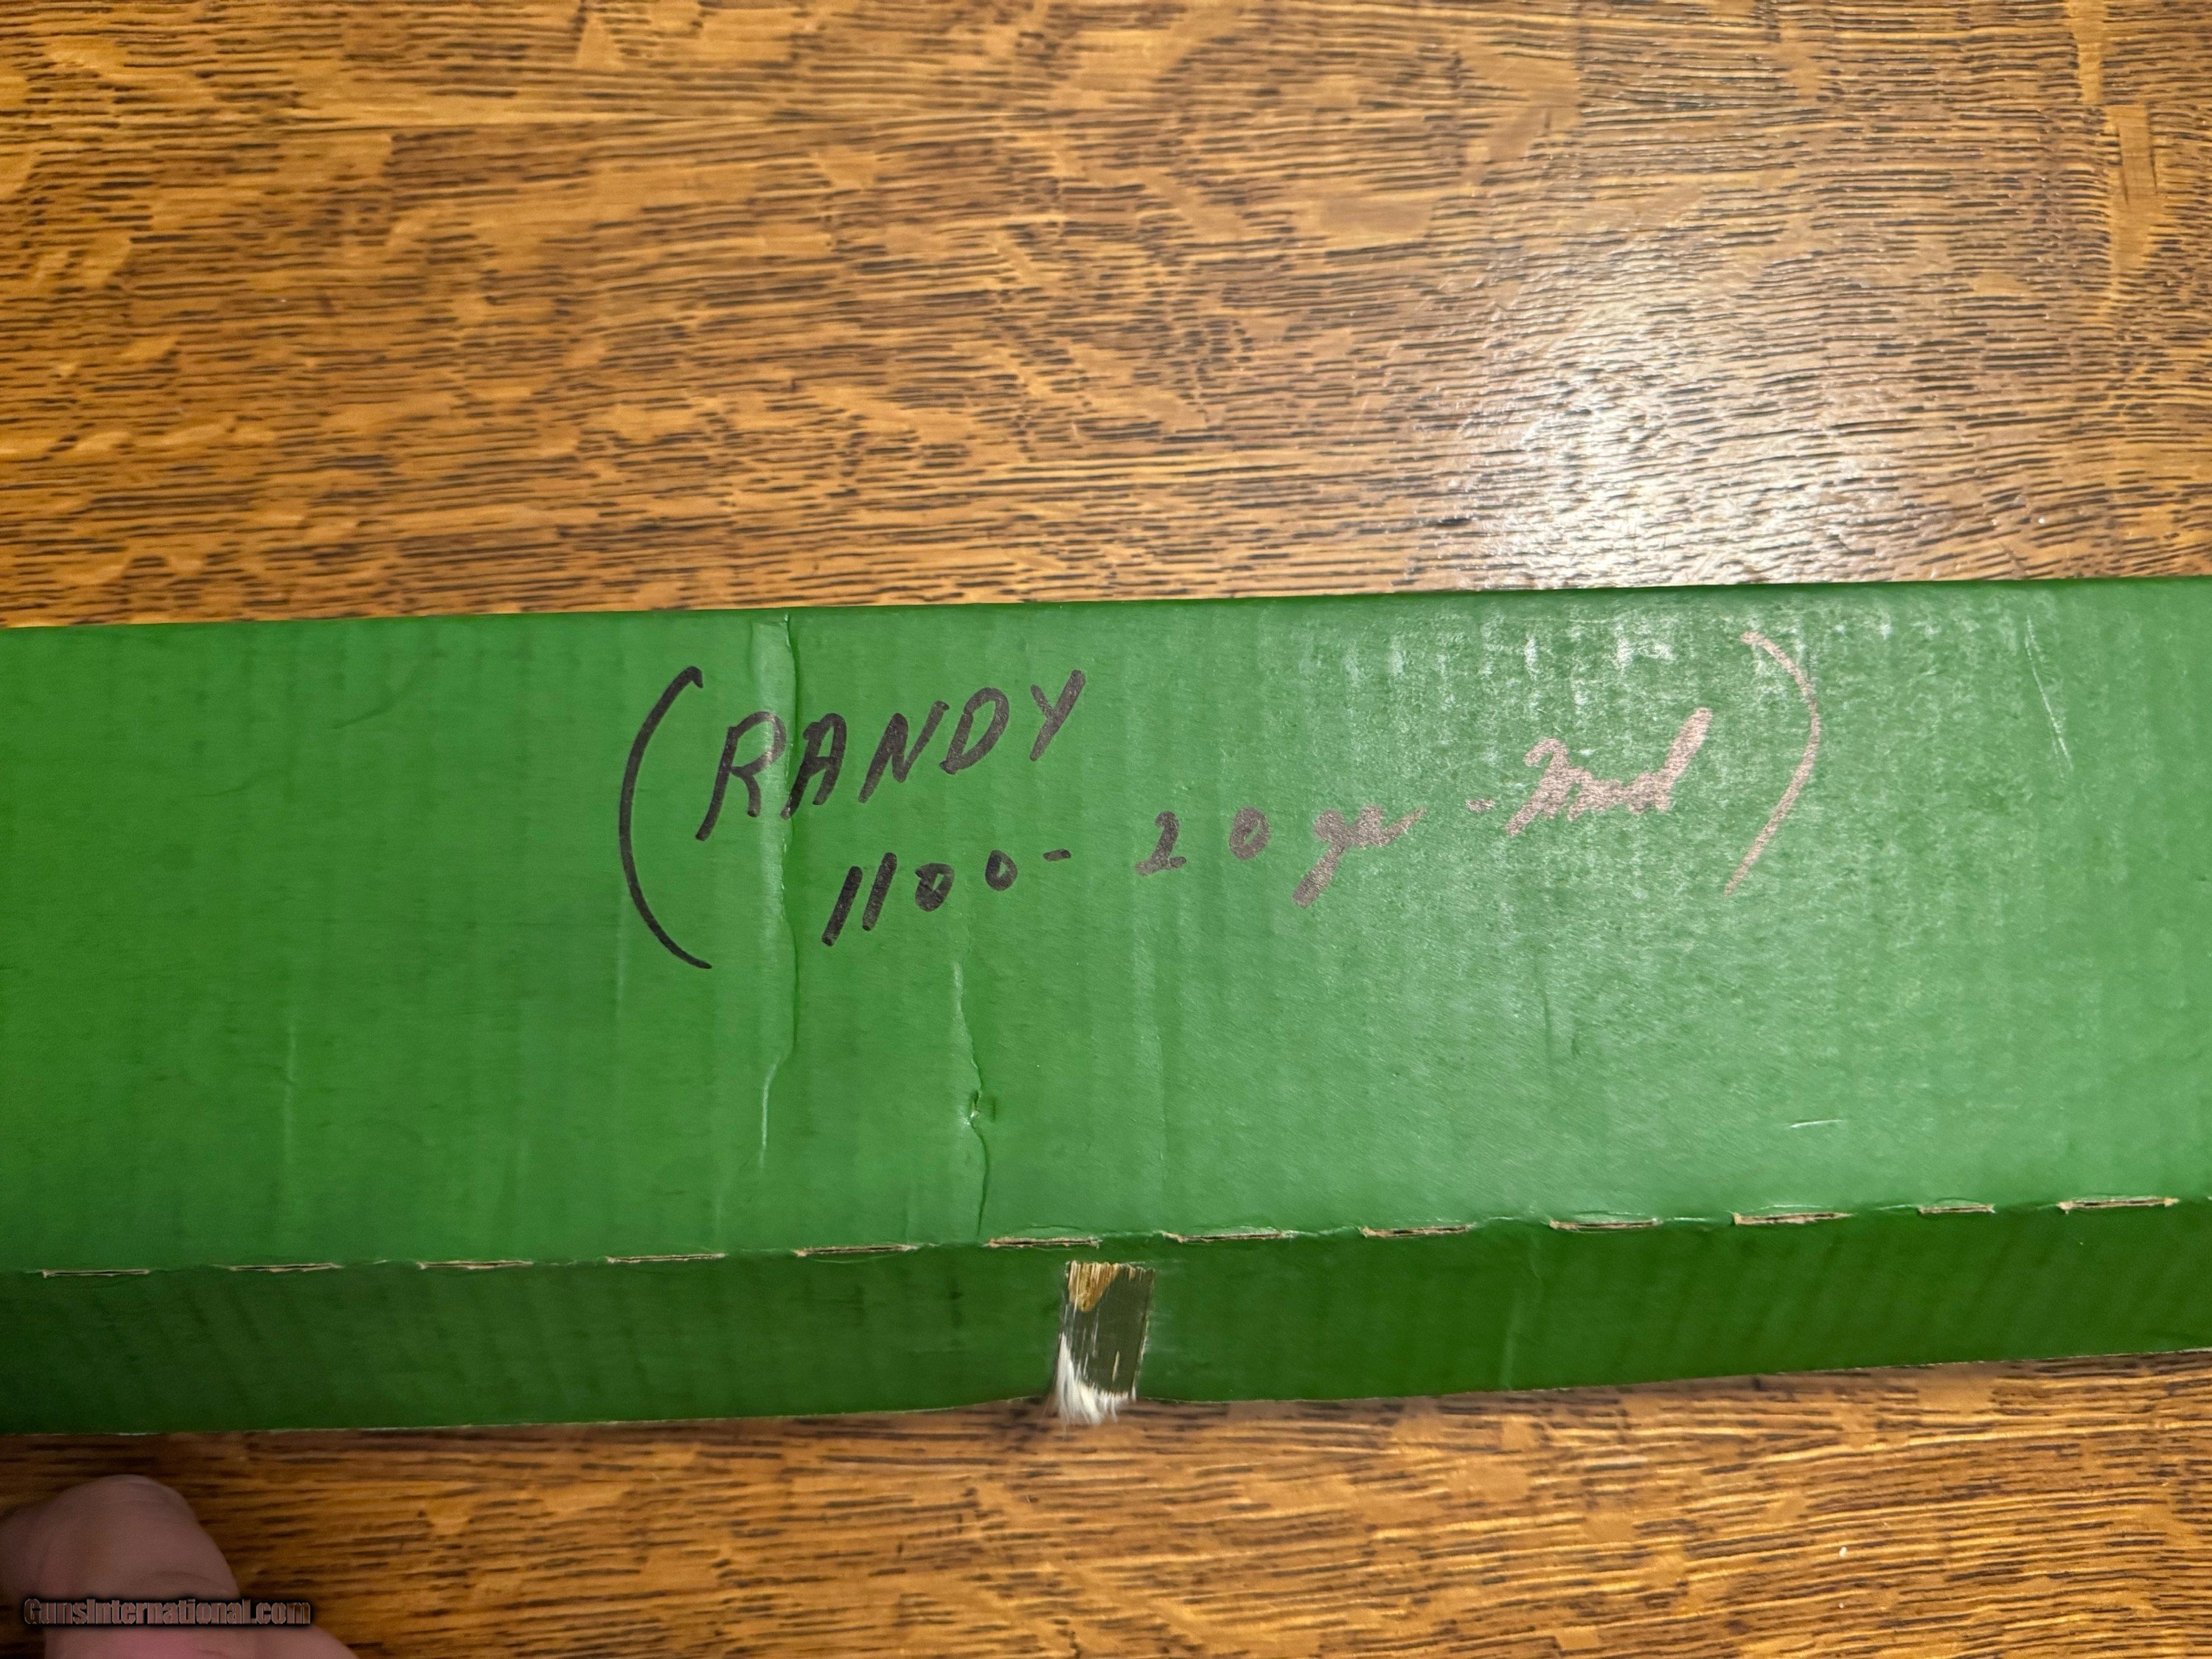 (RANDY
1100 - 20 ga - Mod)
GunsInternational.com